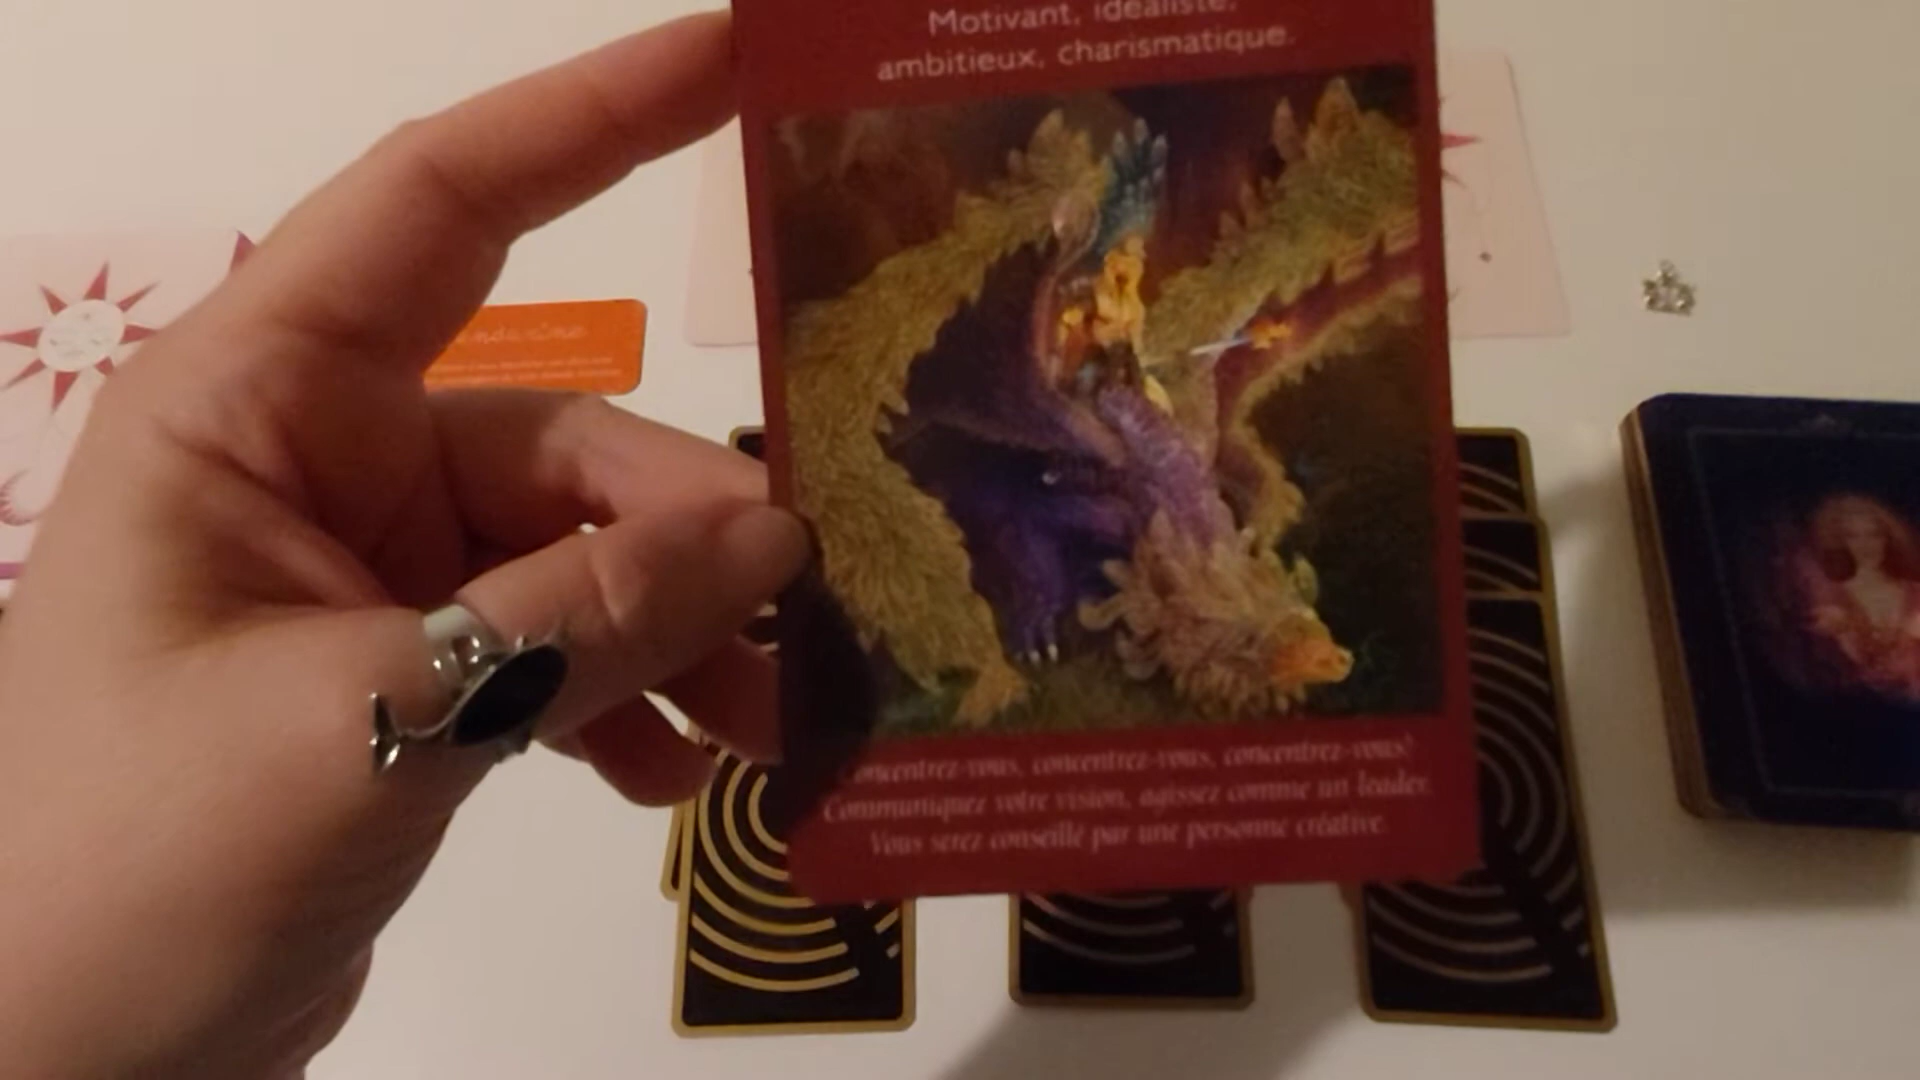 Motivant, idéaliste,
ambitieux, charismatique.
Concentrez-vous, concentrez-vous, concentrez-vous!
Communiquez votre vision, agissez comme un leader.
Vous serez conseillé par une personne créative.